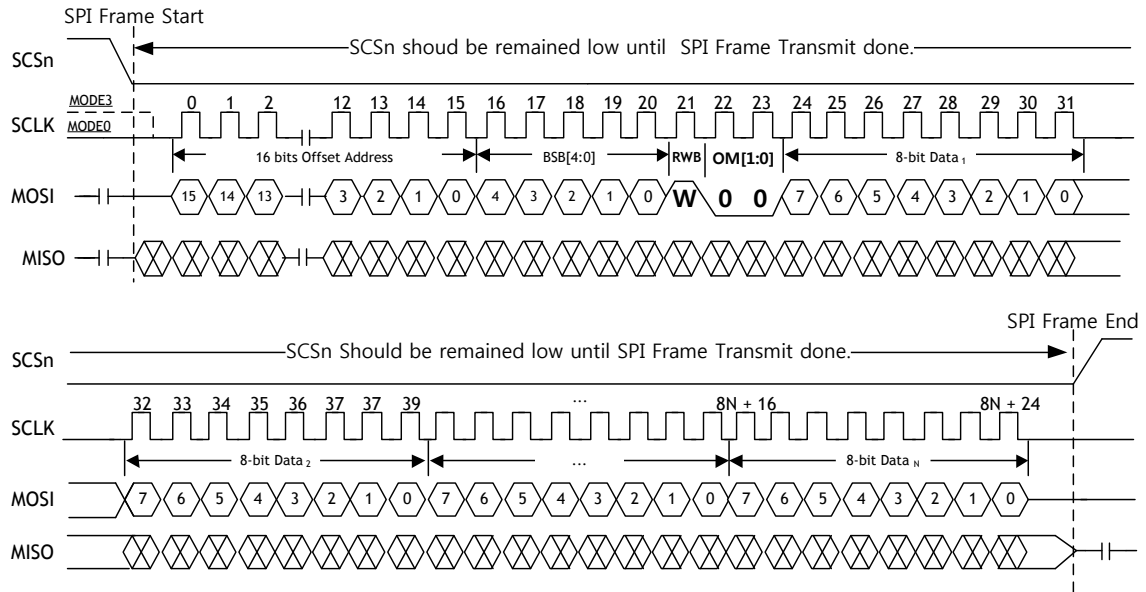 SPI Frame Start
SCSn
SCSn shoud be remained low until SPI Frame Transmit done.
MODE3
SCLK
MODE0
0 1 2 12 13 14 15 16 17 18 19 20 21 22 23 24 25 26 27 28 29 30 31
16 bits Offset Address BSB[4:0] RWB OM[1:0] 8-bit Data 1
MOSI 15 14 13 3 2 1 0 4 3 2 1 0 W 0 0 7 6 5 4 3 2 1 0
MISO
SPI Frame End
SCSn
SCSn Should be remained low until SPI Frame Transmit done.
32 33 34 35 36 37 37 39 ... 8N + 16 8N + 24
SCLK
8-bit Data 2 ... 8-bit Data N
MOSI 7 6 5 4 3 2 1 0 7 6 5 4 3 2 1 0 7 6 5 4 3 2 1 0
MISO